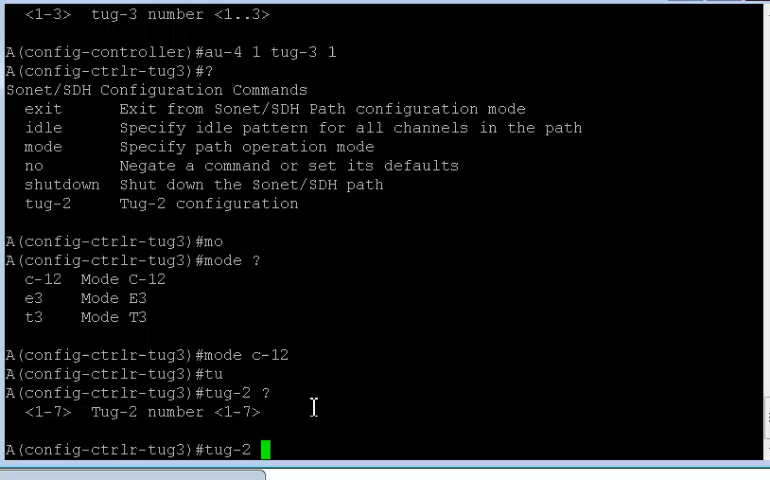 <1-3>  tug-3 number <1..3>
A(config-controller)#au-4 1 tug-3 1
A(config-ctrlr-tug3)#?
Sonet/SDH Configuration Commands
exit      Exit from Sonet/SDH Path configuration mode
idle      Specify idle pattern for all channels in the path
mode      Specify path operation mode
no        Negate a command or set its defaults
shutdown  Shut down the Sonet/SDH path
tug-2     Tug-2 configuration
A(config-ctrlr-tug3)#mo
A(config-ctrlr-tug3)#mode ?
c-12  Mode C-12
e3    Mode E3
t3    Mode T3
A(config-ctrlr-tug3)#mode c-12
A(config-ctrlr-tug3)#tu
A(config-ctrlr-tug3)#tug-2 ?
<1-7>  Tug-2 number <1-7>
A(config-ctrlr-tug3)#tug-2